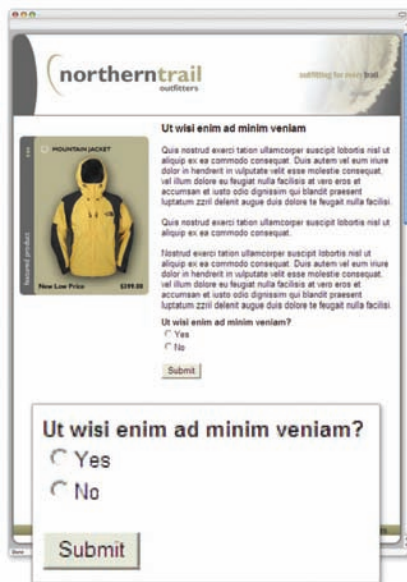 northerntrail
outfitters
outfitting for every trail
MOUNTAIN JACKET
featured product
New Low Price $399.00
Ut wisi enim ad minim veniam
Quis nostrud exerci tation ullamcorper suscipit lobortis nisl ut
aliquip ex ea commodo consequat. Duis autem vel eum iriure
dolor in hendrerit in vulputate velit esse molestie consequat,
vel illum dolore eu feugiat nulla facilisis at vero eros et
accumsan et iusto odio dignissim qui blandit praesent
luptatum zzril delenit augue duis dolore te feugait nulla facilisi.
Quis nostrud exerci tation ullamcorper suscipit lobortis nisl ut
aliquip ex ea commodo consequat.
Nostrud exerci tation ullamcorper suscipit lobortis nisl ut
aliquip ex ea commodo consequat. Duis autem vel eum iriure
dolor in hendrerit in vulputate velit esse molestie consequat,
vel illum dolore eu feugiat nulla facilisis at vero eros et
accumsan et iusto odio dignissim qui blandit praesent
luptatum zzril delenit augue duis dolore te feugait nulla facilisi.
Ut wisi enim ad minim veniam?
Yes
No
Submit
Ut wisi enim ad minim veniam?
Yes
No
Submit
Done